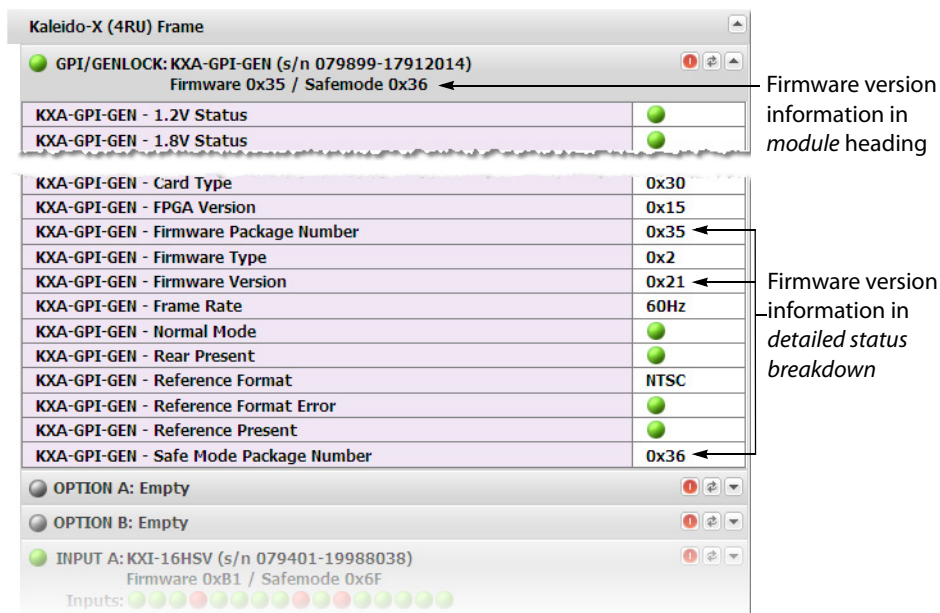 Kaleido-X (4RU) Frame
GPI/GENLOCK: KXA-GPI-GEN (s/n 079899-17912014)
Firmware 0x35 / Safemode 0x36
Firmware version
information in
module heading
KXA-GPI-GEN - 1.2V Status
KXA-GPI-GEN - 1.8V Status
KXA-GPI-GEN - Card Type 0x30
KXA-GPI-GEN - FPGA Version 0x15
KXA-GPI-GEN - Firmware Package Number 0x35
KXA-GPI-GEN - Firmware Type 0x2
KXA-GPI-GEN - Firmware Version 0x21
KXA-GPI-GEN - Frame Rate 60Hz
KXA-GPI-GEN - Normal Mode
KXA-GPI-GEN - Rear Present
KXA-GPI-GEN - Reference Format NTSC
KXA-GPI-GEN - Reference Format Error
KXA-GPI-GEN - Reference Present
KXA-GPI-GEN - Safe Mode Package Number 0x36
Firmware version
information in
detailed status
breakdown
OPTION A: Empty
OPTION B: Empty
INPUT A: KXI-16HSV (s/n 079401-19988038)
Firmware 0xB1 / Safemode 0x6F
Inputs: